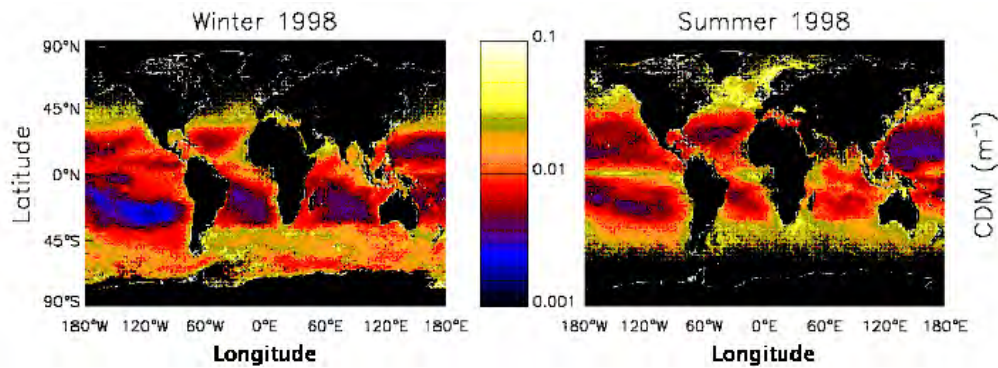 Winter 1998
Summer 1998
90°N
45°N
0°N
45°S
90°S
Latitude
180°W 120°W 60°W 0°E 60°E 120°E 180°E
Longitude
0.1
0.01
0.001
180°W 120°W 60°W 0°E 60°E 120°E 180°E
Longitude
CDM (m⁻¹)